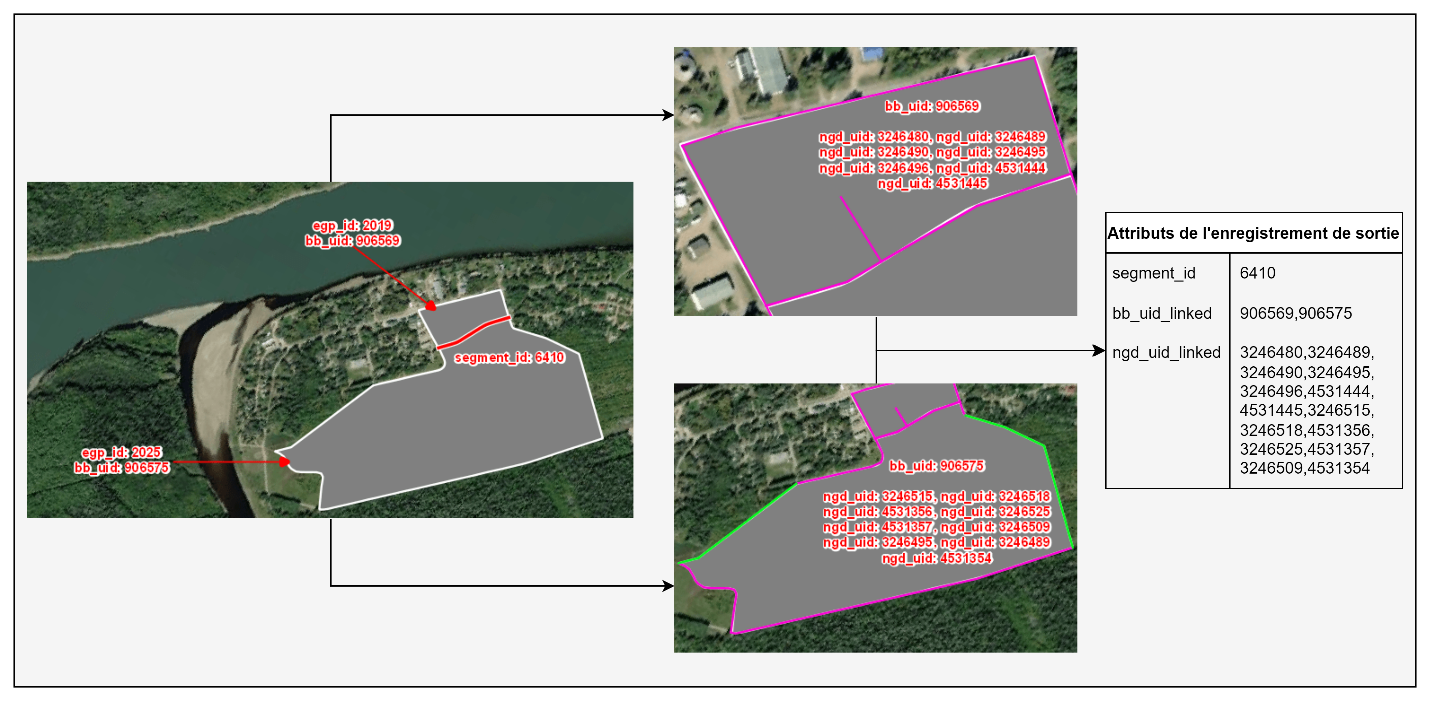 egp_id: 2019
bb_uid: 906569
segment_id: 6410
egp_id: 2025
bb_uid: 906575
bb_uid: 906569
ngd_uid: 3246480, ngd_uid: 3246489
ngd_uid: 3246490, ngd_uid: 3246495
ngd_uid: 3246496, ngd_uid: 4531444
ngd_uid: 4531445
bb_uid: 906575
ngd_uid: 3246515, ngd_uid: 3246518
ngd_uid: 4531356, ngd_uid: 3246525
ngd_uid: 4531357, ngd_uid: 3246509
ngd_uid: 3246495, ngd_uid: 3246489
ngd_uid: 4531354
Attributs de l'enregistrement de sortie
segment_id 6410
bb_uid_linked 906569,906575
ngd_uid_linked 3246480,3246489,
3246490,3246495,
3246496,4531444,
4531445,3246515,
3246518,4531356,
3246525,4531357,
3246509,4531354